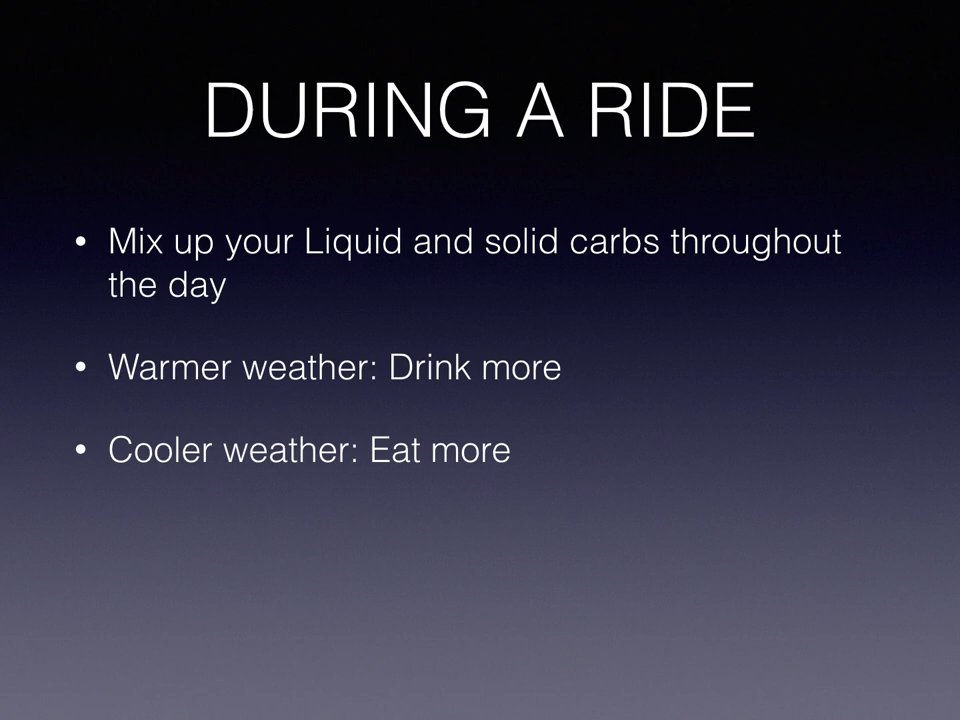 DURING A RIDE
• Mix up your Liquid and solid carbs throughout
the day
• Warmer weather: Drink more
• Cooler weather: Eat more